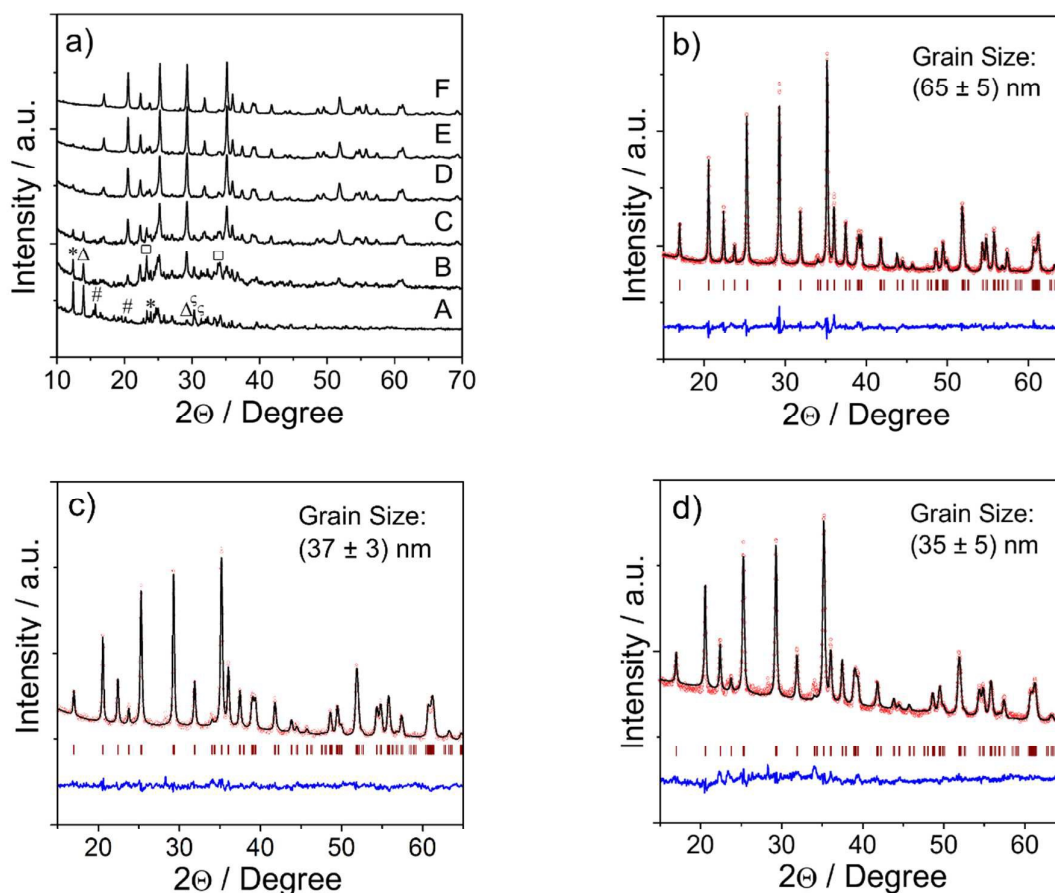 a)
Intensity / a.u.
F
E
D
C
B
A
* Δ □ □
# # * Δ ς ς
10 20 30 40 50 60 70
2Θ / Degree
b)
Grain Size:
(65 ± 5) nm
Intensity / a.u.
20 30 40 50 60
2Θ / Degree
c)
Grain Size:
(37 ± 3) nm
Intensity / a.u.
20 30 40 50 60
2Θ / Degree
d)
Grain Size:
(35 ± 5) nm
Intensity / a.u.
20 30 40 50 60
2Θ / Degree